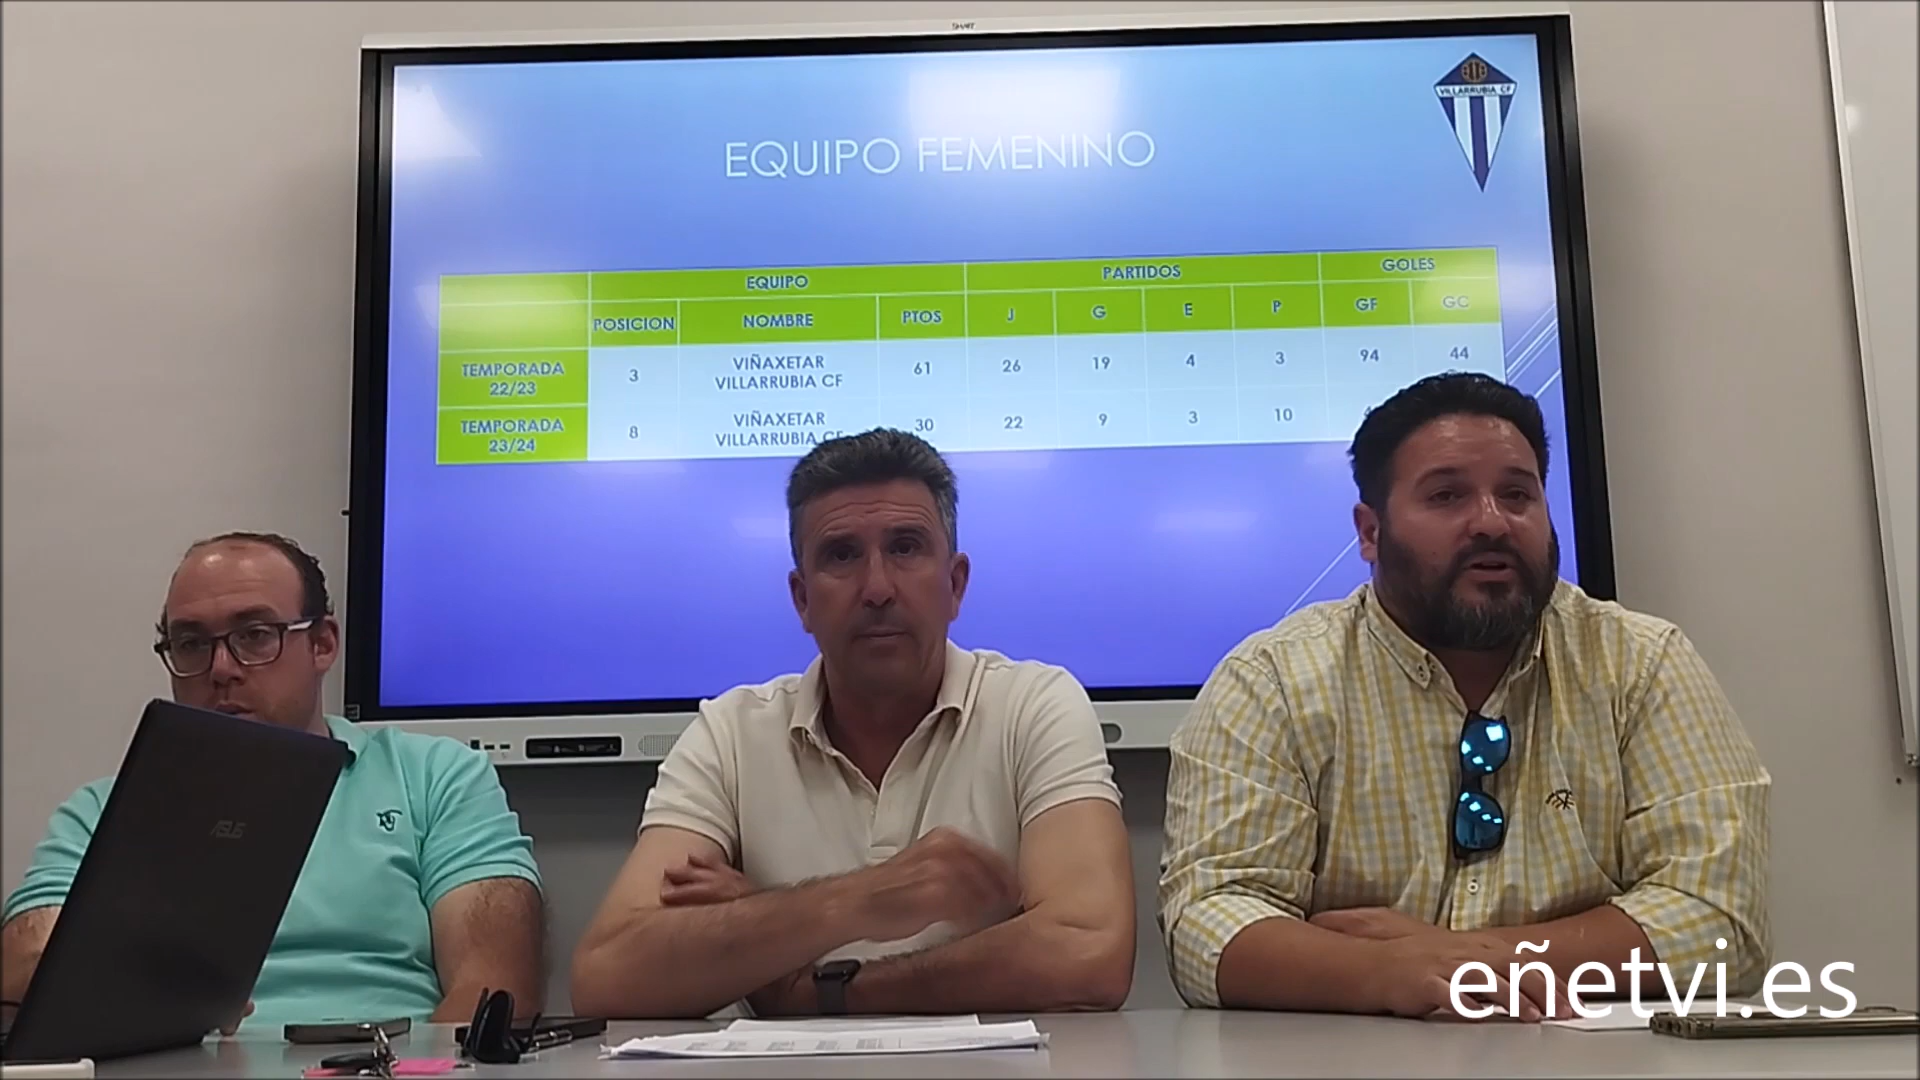 SMART
VILLARRUBIA CF
EQUIPO FEMENINO
EQUIPO PARTIDOS GOLES
POSICION NOMBRE PTOS J G E P GF GC
TEMPORADA 22/23 3 VIÑAXETAR VILLARRUBIA CF 61 26 19 4 3 94 44
TEMPORADA 23/24 8 VIÑAXETAR VILLARRUBIA CF 30 22 9 3 10
ASUS
eñetvi.es